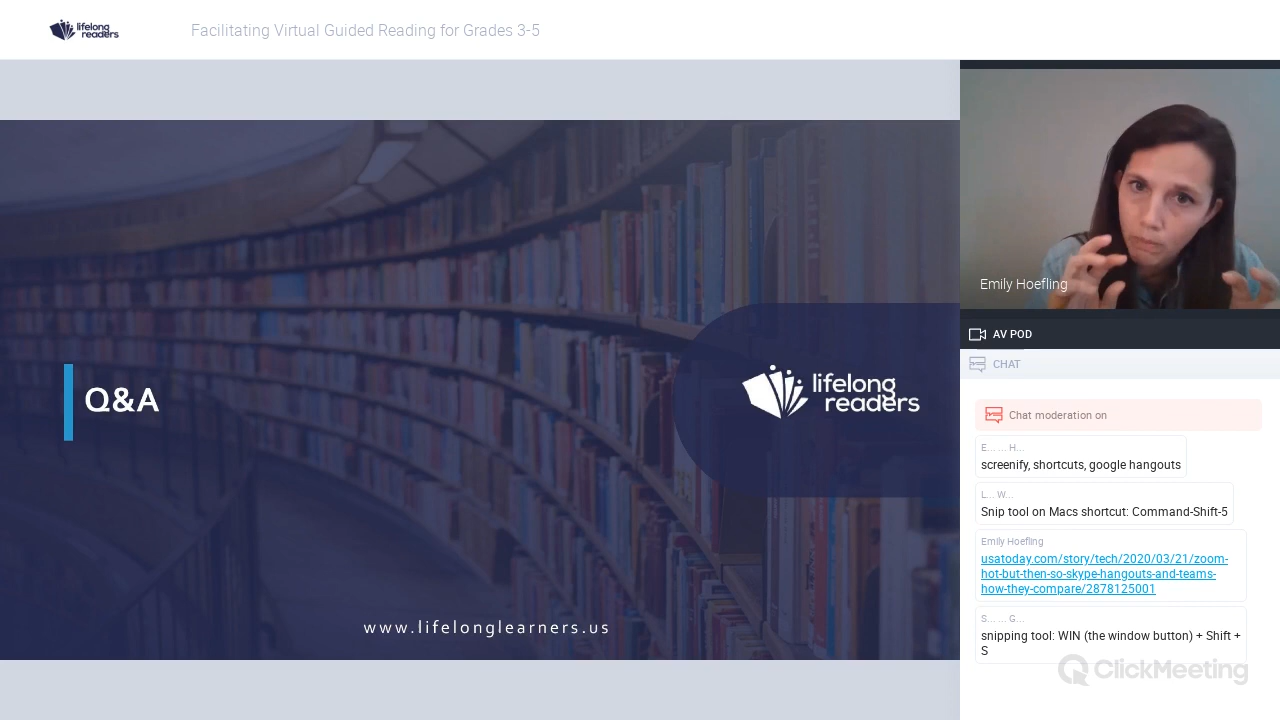 lifelong
readers
Facilitating Virtual Guided Reading for Grades 3-5
Q&A
lifelong
readers
www.lifelonglearners.us
Emily Hoefling
AV POD
CHAT
Chat moderation on
E... ... H...
screenify, shortcuts, google hangouts
L... W...
Snip tool on Macs shortcut: Command-Shift-5
Emily Hoefling
usatoday.com/story/tech/2020/03/21/zoom-
hot-but-then-so-skype-hangouts-and-teams-
how-they-compare/2878125001
S... ... G...
snipping tool: WIN (the window button) + Shift +
S
ClickMeeting